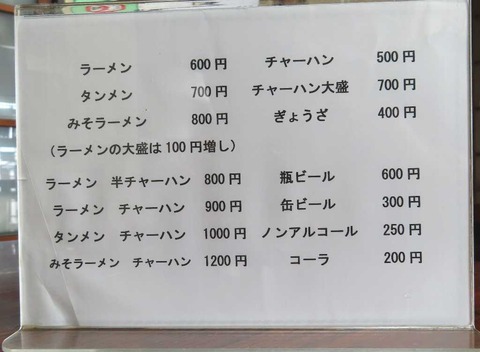 ラーメン 600円
タンメン 700円
みそラーメン 800円
(ラーメンの大盛は100円増し)
ラーメン 半チャーハン 800円
ラーメン チャーハン 900円
タンメン チャーハン 1000円
みそラーメン チャーハン 1200円
チャーハン 500円
チャーハン大盛 700円
ぎょうざ 400円
瓶ビール 600円
缶ビール 300円
ノンアルコール 250円
コーラ 200円